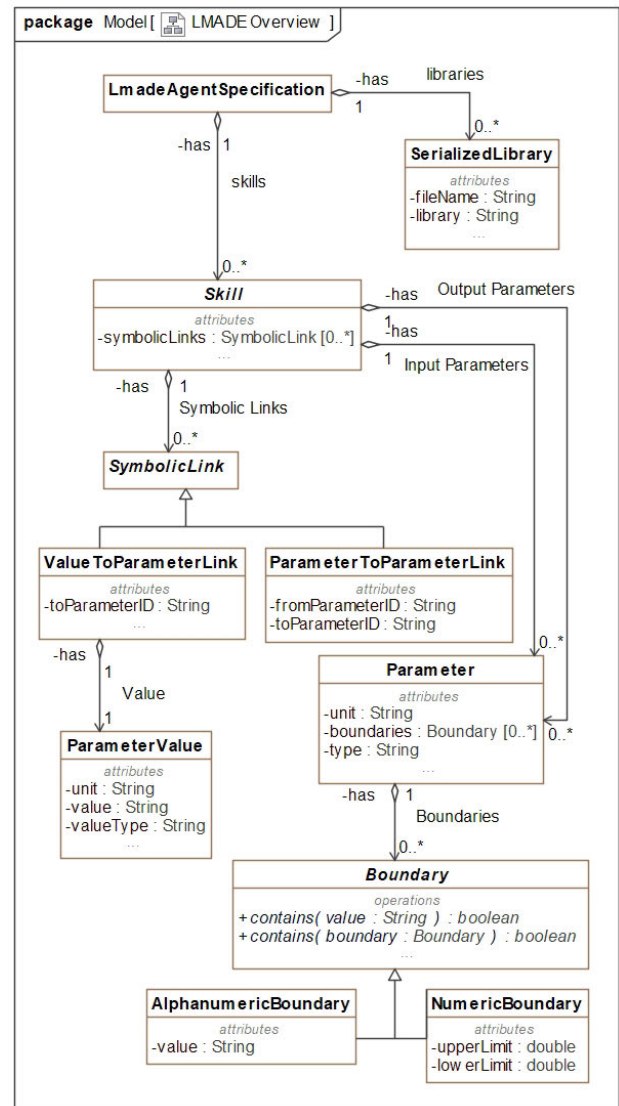 package Model[ LMADE Overview ]
LmadeAgentSpecification
-has
libraries
1
0..*
-has
1
skills
0..*
SerializedLibrary
attributes
-fileName : String
-library : String
...
Skill
attributes
-symbolicLinks : SymbolicLink [0..*]
...
-has
Output Parameters
1
-has
1
Input Parameters
-has
1
Symbolic Links
0..*
SymbolicLink
ValueToParameterLink
attributes
-toParameterID : String
...
ParameterToParameterLink
attributes
-fromParameterID : String
-toParameterID : String
-has
1
Value
1
0..*
0..*
Parameter
attributes
-unit : String
-boundaries : Boundary [0..*]
-type : String
...
ParameterValue
attributes
-unit : String
-value : String
-valueType : String
...
-has
1
Boundaries
0..*
Boundary
operations
+contains( value : String ) : boolean
+contains( boundary : Boundary ) : boolean
...
AlphanumericBoundary
attributes
-value : String
NumericBoundary
attributes
-upperLimit : double
-lowerLimit : double